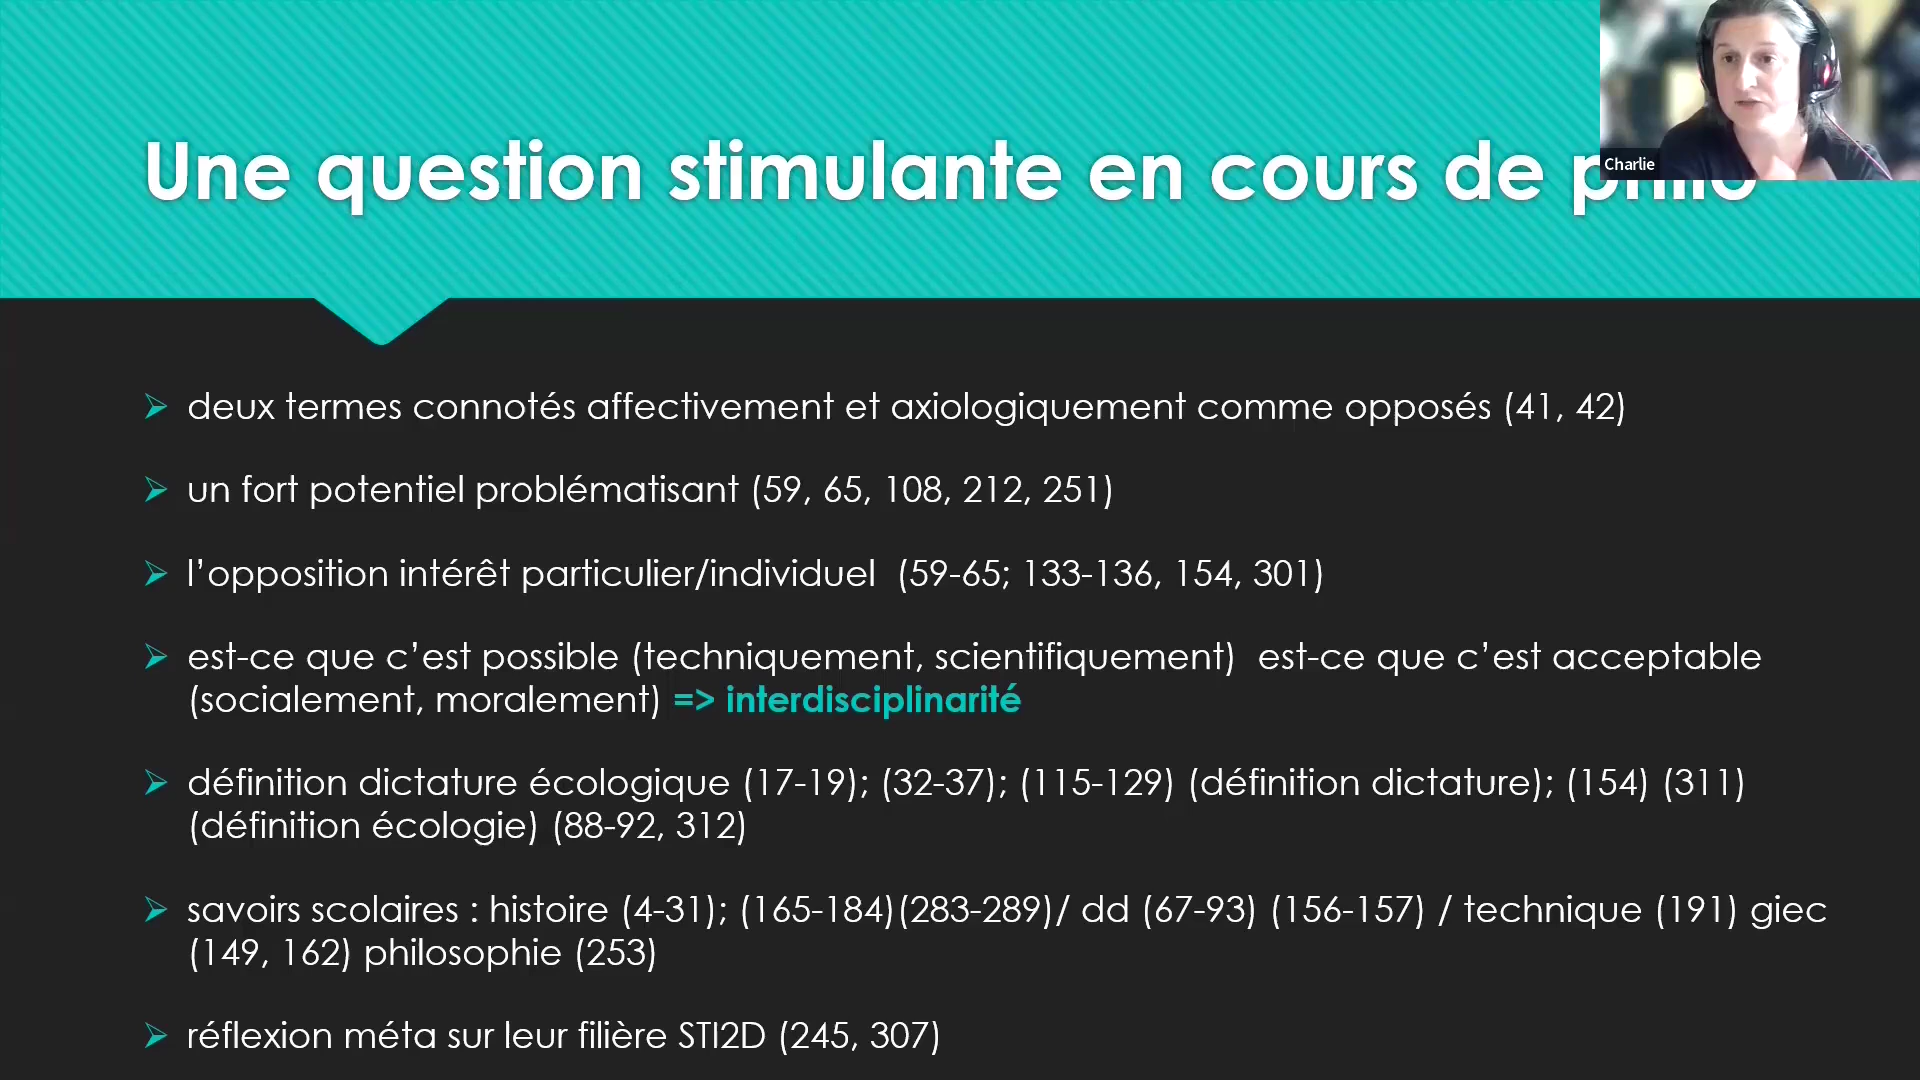 Une question stimulante en cours de philo
Charlie
deux termes connotés affectivement et axiologiquement comme opposés (41, 42)
un fort potentiel problématisant (59, 65, 108, 212, 251)
l’opposition intérêt particulier/individuel (59-65; 133-136, 154, 301)
est-ce que c’est possible (techniquement, scientifiquement) est-ce que c’est acceptable
(socialement, moralement) => interdisciplinarité
définition dictature écologique (17-19); (32-37); (115-129) (définition dictature); (154) (311)
(définition écologie) (88-92, 312)
savoirs scolaires : histoire (4-31); (165-184)(283-289)/ dd (67-93) (156-157) / technique (191) giec
(149, 162) philosophie (253)
réflexion méta sur leur filière STI2D (245, 307)